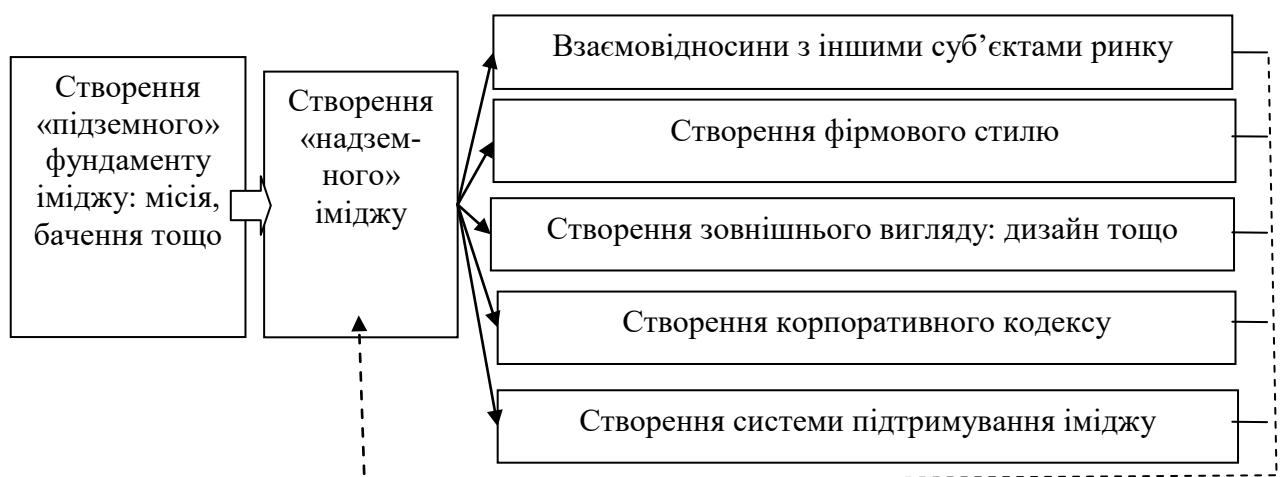 Створення
«підземного»
фундаменту
іміджу: місія,
бачення тощо
Створення
«надзем-
ного»
іміджу
Взаємовідносини з іншими суб’єктами ринку
Створення фірмового стилю
Створення зовнішнього вигляду: дизайн тощо
Створення корпоративного кодексу
Створення системи підтримування іміджу